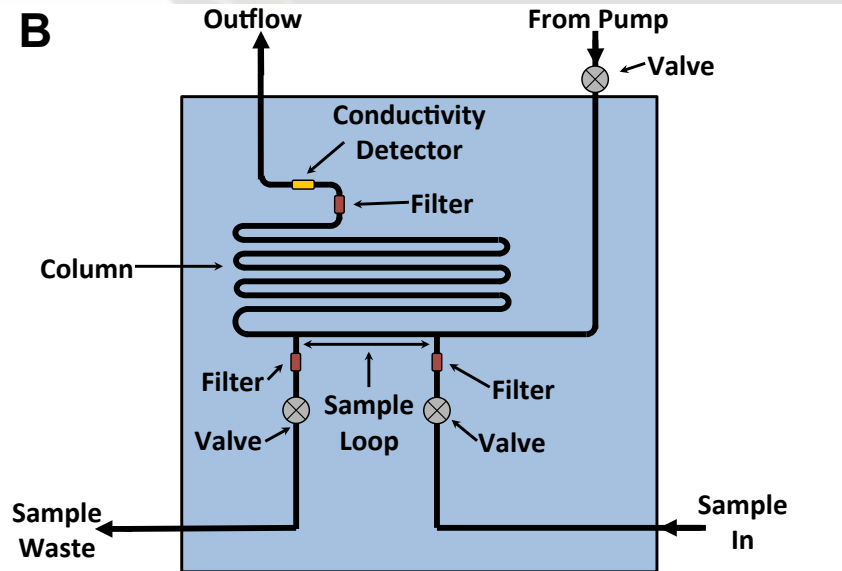 B
Outflow
From Pump
Valve
Conductivity
Detector
Filter
Column
Filter
Sample
Loop
Filter
Valve
Valve
Sample
Waste
Sample
In